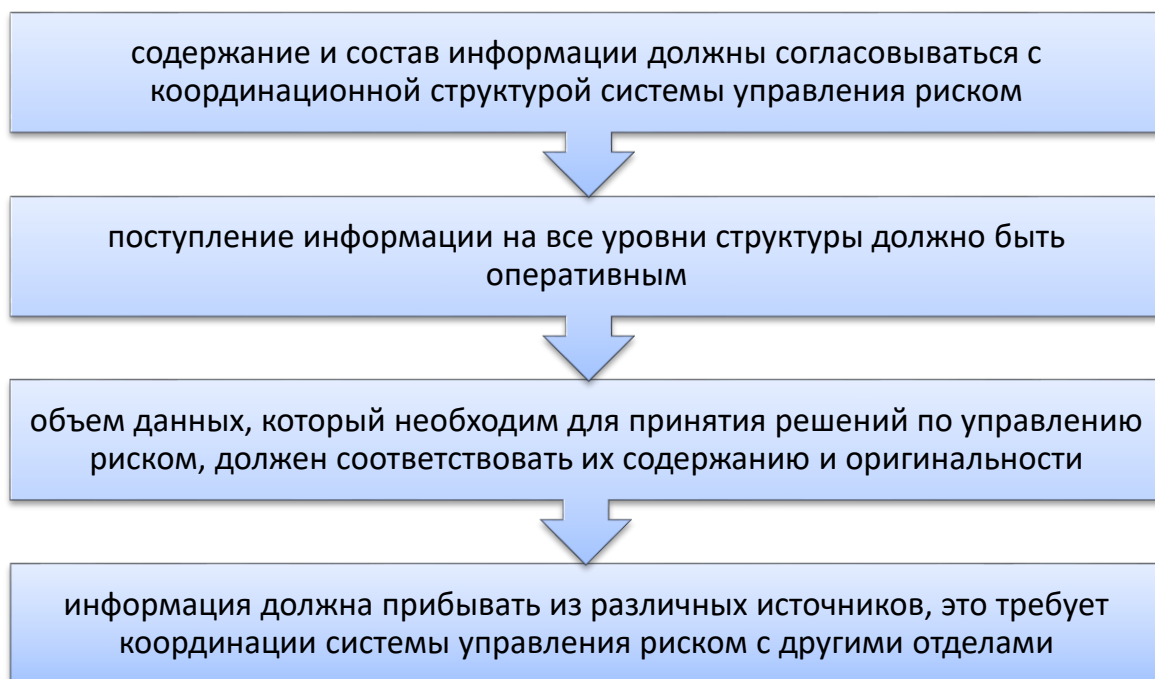 содержание и состав информации должны согласовываться с
координационной структурой системы управления риском
поступление информации на все уровни структуры должно быть
оперативным
объем данных, который необходим для принятия решений по управлению
риском, должен соответствовать их содержанию и оригинальности
информация должна прибывать из различных источников, это требует
координации системы управления риском с другими отделами